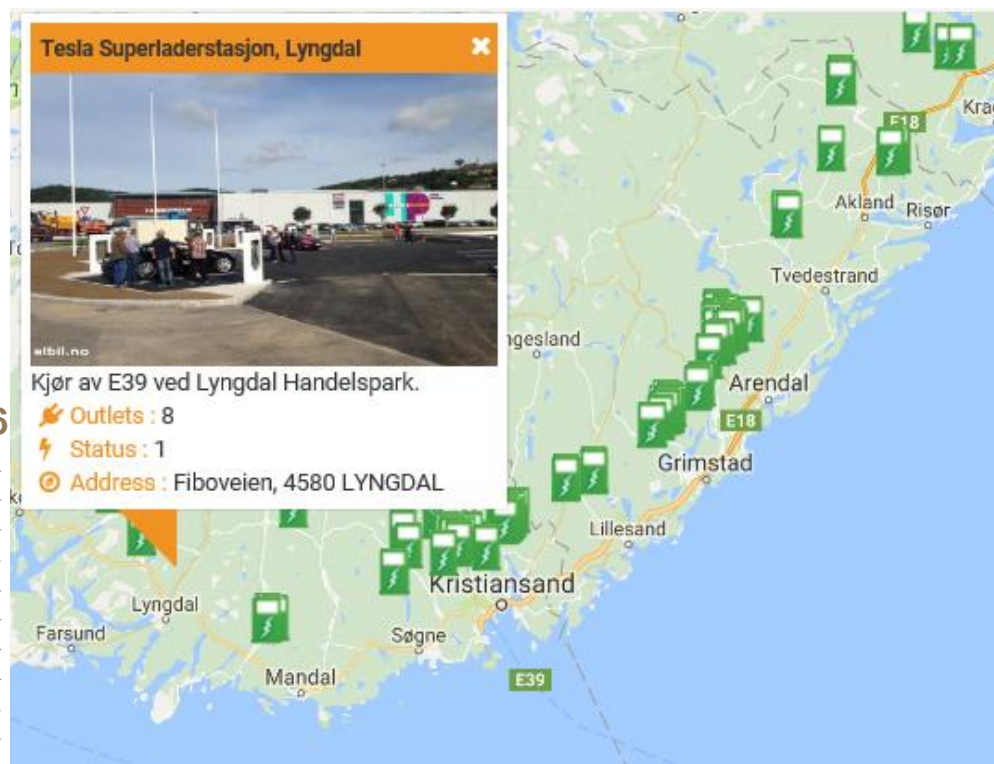 Tesla Superladerstasjon, Lyngdal
elbil.no
Kjør av E39 ved Lyngdal Handelspark.
Outlets : 8
Status : 1
Address : Fiboveien, 4580 LYNGDAL
6
E18
Akland
Risør
Tvedestrand
Arendal
E18
Grimstad
Lillesand
Kristiansand
Lyngdal
Farsund
Søgne
Mandal
E39